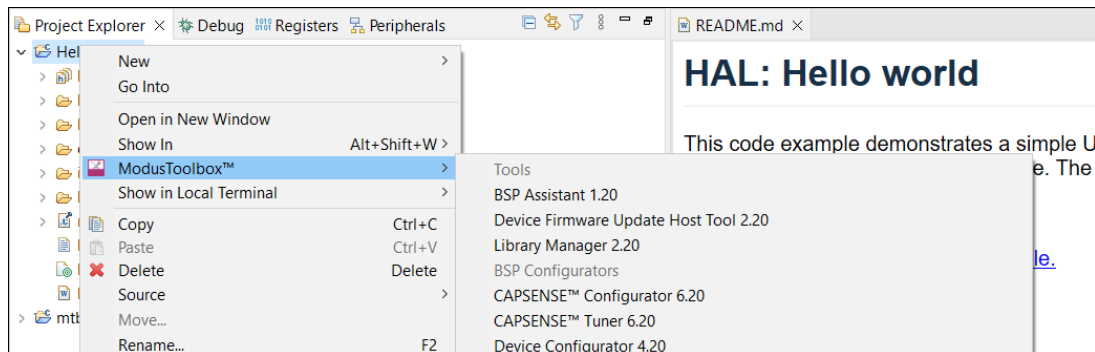 Project Explorer × Debug Registers Peripherals
README.md ×
Hel
mtb
New
Go Into
Open in New Window
Show In Alt+Shift+W
ModusToolbox™
Show in Local Terminal
Copy Ctrl+C
Paste Ctrl+V
Delete Delete
Source
Move...
Rename... F2
Tools
BSP Assistant 1.20
Device Firmware Update Host Tool 2.20
Library Manager 2.20
BSP Configurators
CAPSENSE™ Configurator 6.20
CAPSENSE™ Tuner 6.20
Device Configurator 4.20
HAL: Hello world
This code example demonstrates a simple U
e. The
le.